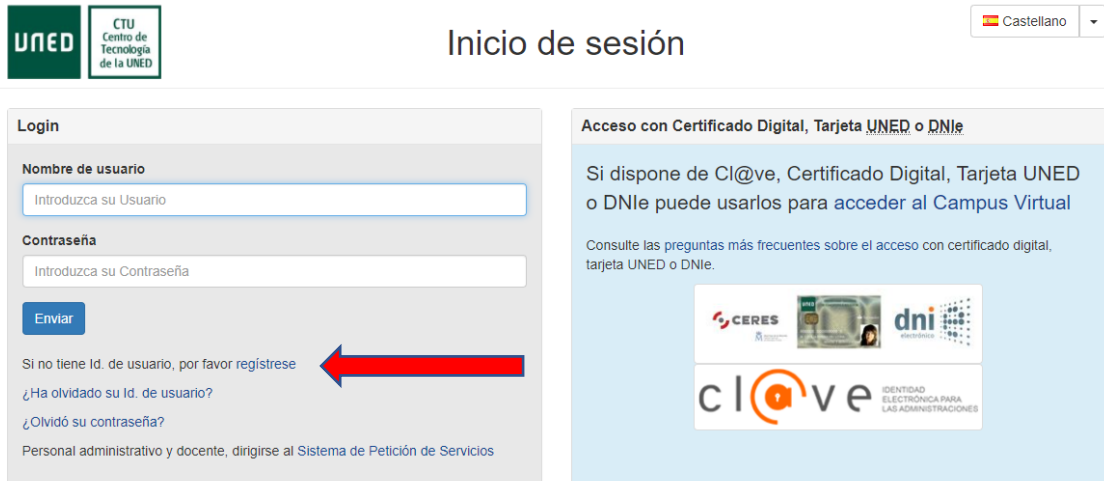 UNED
CTU
Centro de
Tecnología
de la UNED
Inicio de sesión
Castellano
Login
Nombre de usuario
Introduzca su Usuario
Contraseña
Introduzca su Contraseña
Enviar
Si no tiene Id. de usuario, por favor regístrese
¿Ha olvidado su Id. de usuario?
¿Olvidó su contraseña?
Personal administrativo y docente, dirigirse al Sistema de Petición de Servicios
Acceso con Certificado Digital, Tarjeta UNED o DNIe
Si dispone de Cl@ve, Certificado Digital, Tarjeta UNED
o DNIe puede usarlos para acceder al Campus Virtual
Consulte las preguntas más frecuentes sobre el acceso con certificado digital,
tarjeta UNED o DNIe.
CERES
UNED
dni
electrónico
cl@ve
IDENTIDAD
ELECTRÓNICA PARA
LAS ADMINISTRACIONES